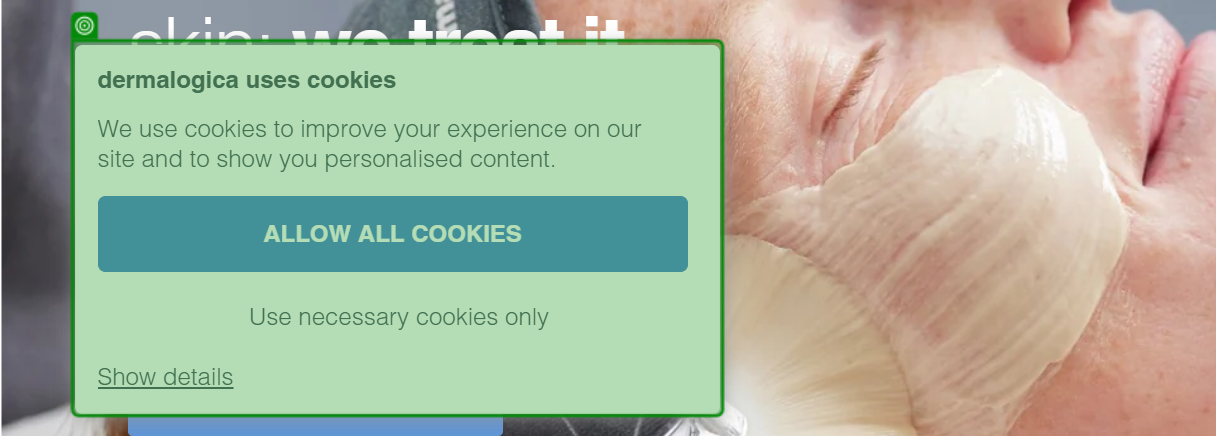 skin: we treat it
dermalogica uses cookies
We use cookies to improve your experience on our
site and to show you personalised content.
ALLOW ALL COOKIES
Use necessary cookies only
Show details